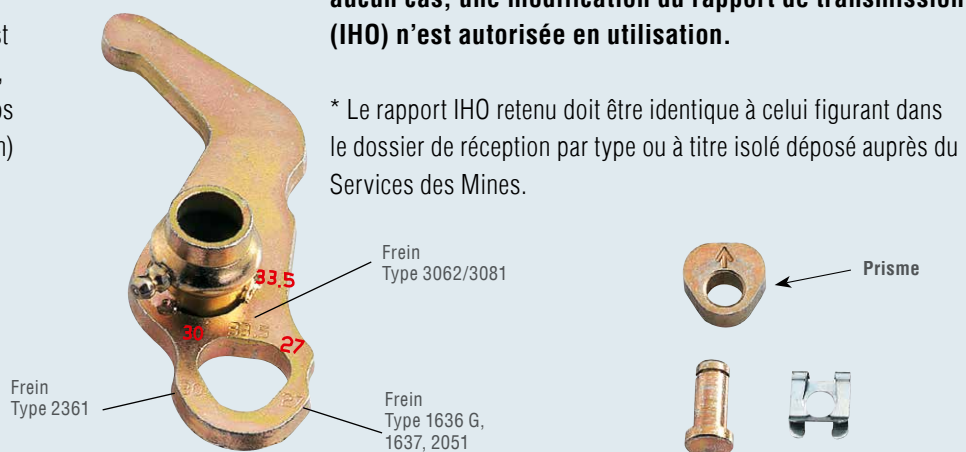 aucun cas, une modification du rapport de transmission
(IHO) n’est autorisée en utilisation.
* Le rapport IHO retenu doit être identique à celui figurant dans
le dossier de réception par type ou à titre isolé déposé auprès du
Services des Mines.
Frein
Type 3062/3081
Prisme
33.5
30
33.5
27
30
27
Frein
Type 2361
Frein
Type 1636 G,
1637, 2051